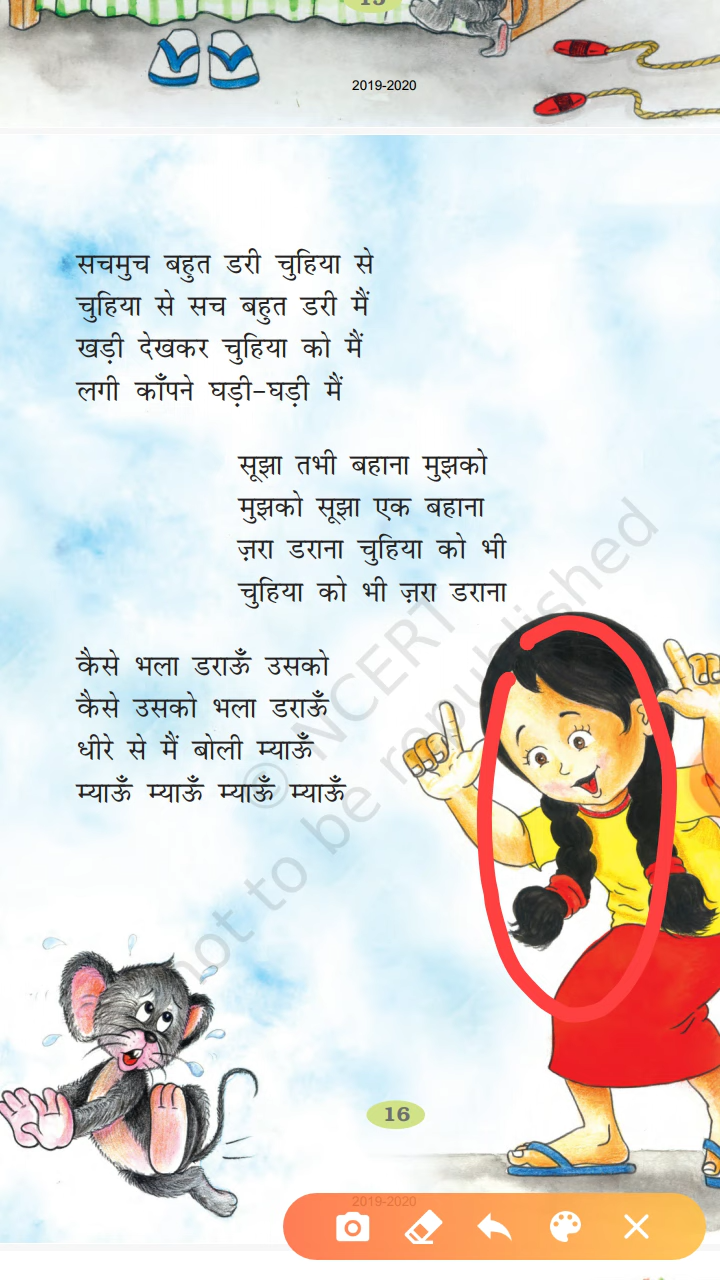 15
2019-2020
सचमुच बहुत डरी चुहिया से
चुहिया से सच बहुत डरी मैं
खड़ी देखकर चुहिया को मैं
लगी काँपने घड़ी-घड़ी मैं
सूझा तभी बहाना मुझको
मुझको सूझा एक बहाना
ज़रा डराना चुहिया को भी
चुहिया को भी ज़रा डराना
कैसे भला डराऊँ उसको
कैसे उसको भला डराऊँ
धीरे से मैं बोली म्याऊँ
म्याऊँ म्याऊँ म्याऊँ म्याऊँ
© NCERT
not to be republished
16
2019-2020